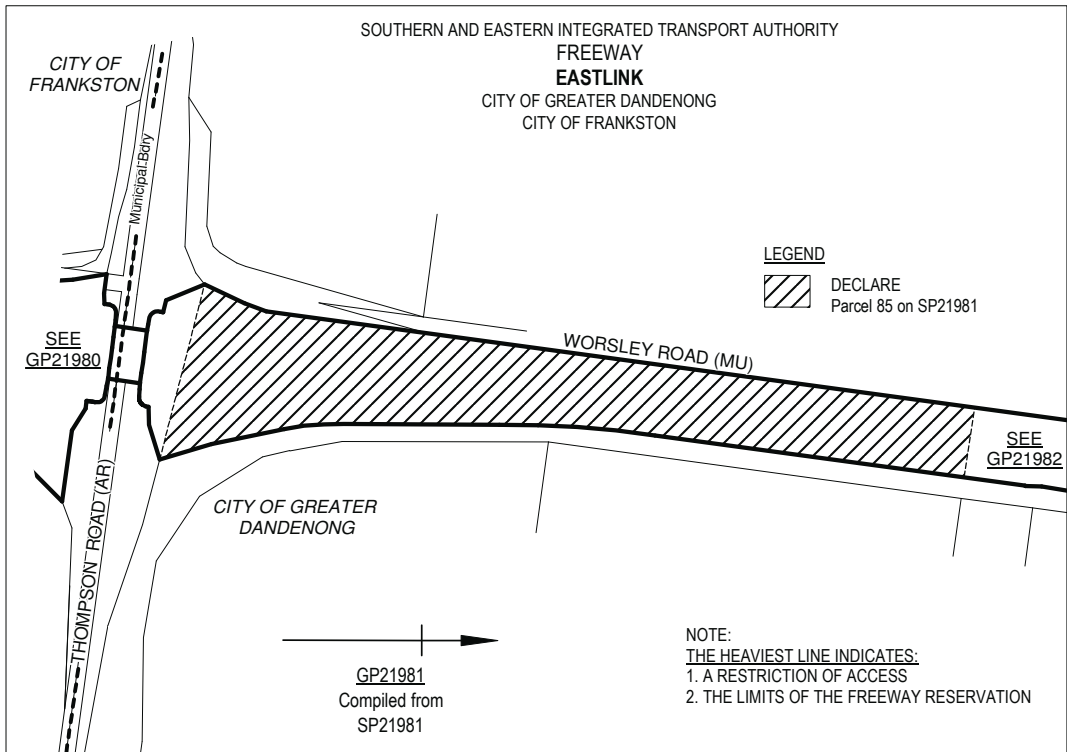 SOUTHERN AND EASTERN INTEGRATED TRANSPORT AUTHORITY
FREEWAY
EASTLINK
CITY OF GREATER DANDENONG
CITY OF FRANKSTON
CITY OF
FRANKSTON
Municipal Bdry
LEGEND
DECLARE
Parcel 85 on SP21981
SEE
GP21980
WORSLEY ROAD (MU)
SEE
GP21982
THOMPSON ROAD (AR)
CITY OF GREATER
DANDENONG
GP21981
Compiled from
SP21981
NOTE:
THE HEAVIEST LINE INDICATES:
1. A RESTRICTION OF ACCESS
2. THE LIMITS OF THE FREEWAY RESERVATION